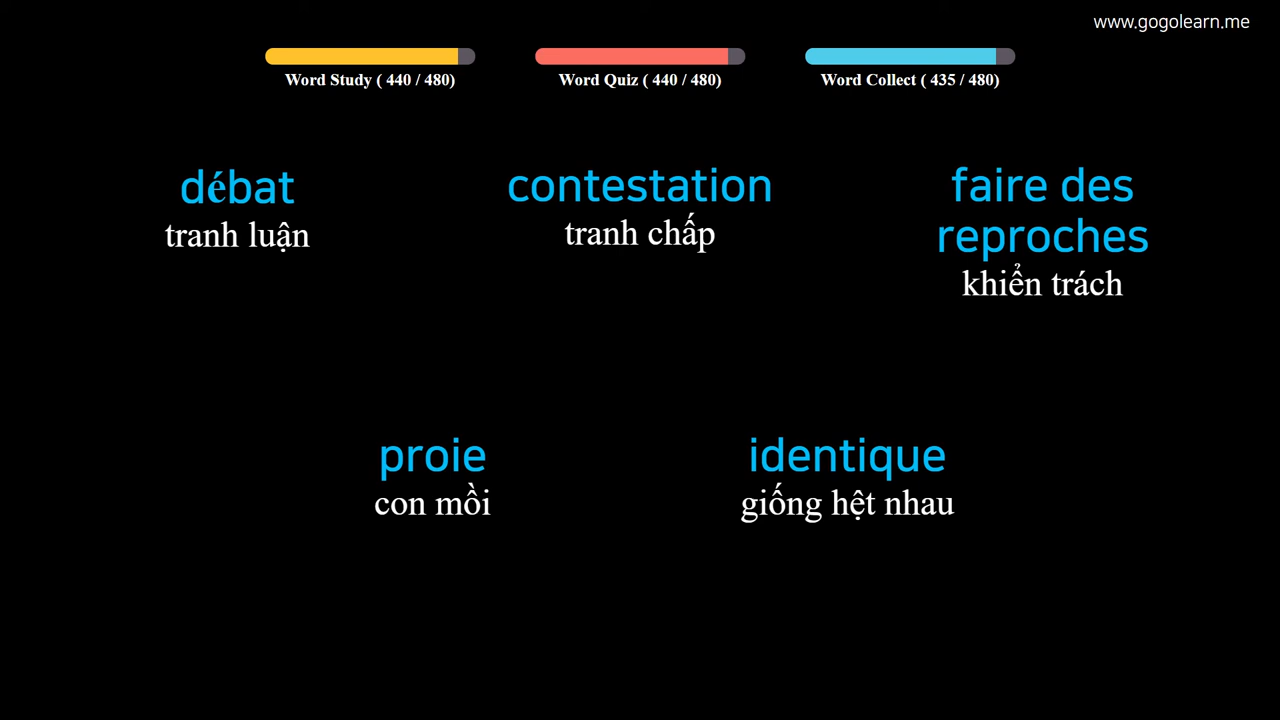 www.gogolearn.me
Word Study ( 440 / 480)
Word Quiz ( 440 / 480)
Word Collect ( 435 / 480)
débat
tranh luận
contestation
tranh chấp
faire des
reproches
khiển trách
proie
con mồi
identique
giống hệt nhau